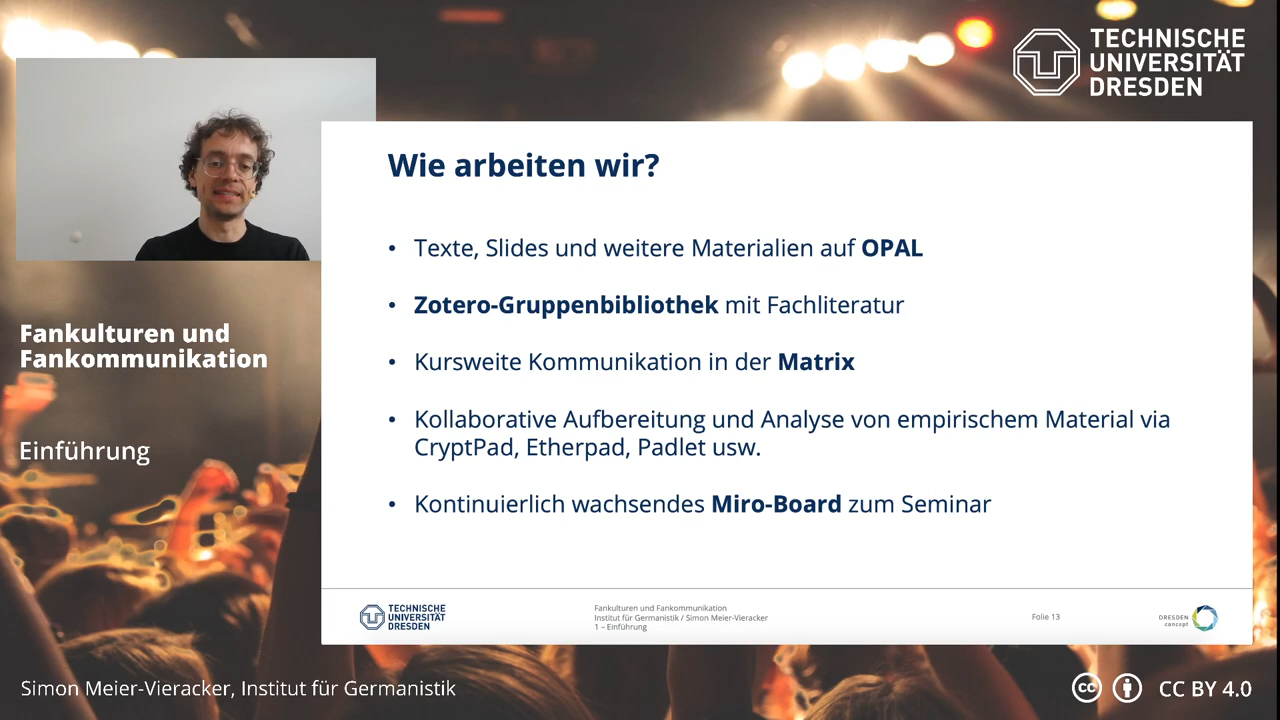 TECHNISCHE
UNIVERSITÄT
DRESDEN
Wie arbeiten wir?
• Texte, Slides und weitere Materialien auf OPAL
• Zotero-Gruppenbibliothek mit Fachliteratur
• Kursweite Kommunikation in der Matrix
• Kollaborative Aufbereitung und Analyse von empirischem Material via
CryptPad, Etherpad, Padlet usw.
• Kontinuierlich wachsendes Miro-Board zum Seminar
Fankulturen und
Fankommunikation
Einführung
TECHNISCHE
UNIVERSITÄT
DRESDEN
Fankulturen und Fankommunikation
Institut für Germanistik / Simon Meier-Vieracker
1 – Einführung
Folie 13
DRESDEN
concept
Simon Meier-Vieracker, Institut für Germanistik
cc
CC BY 4.0